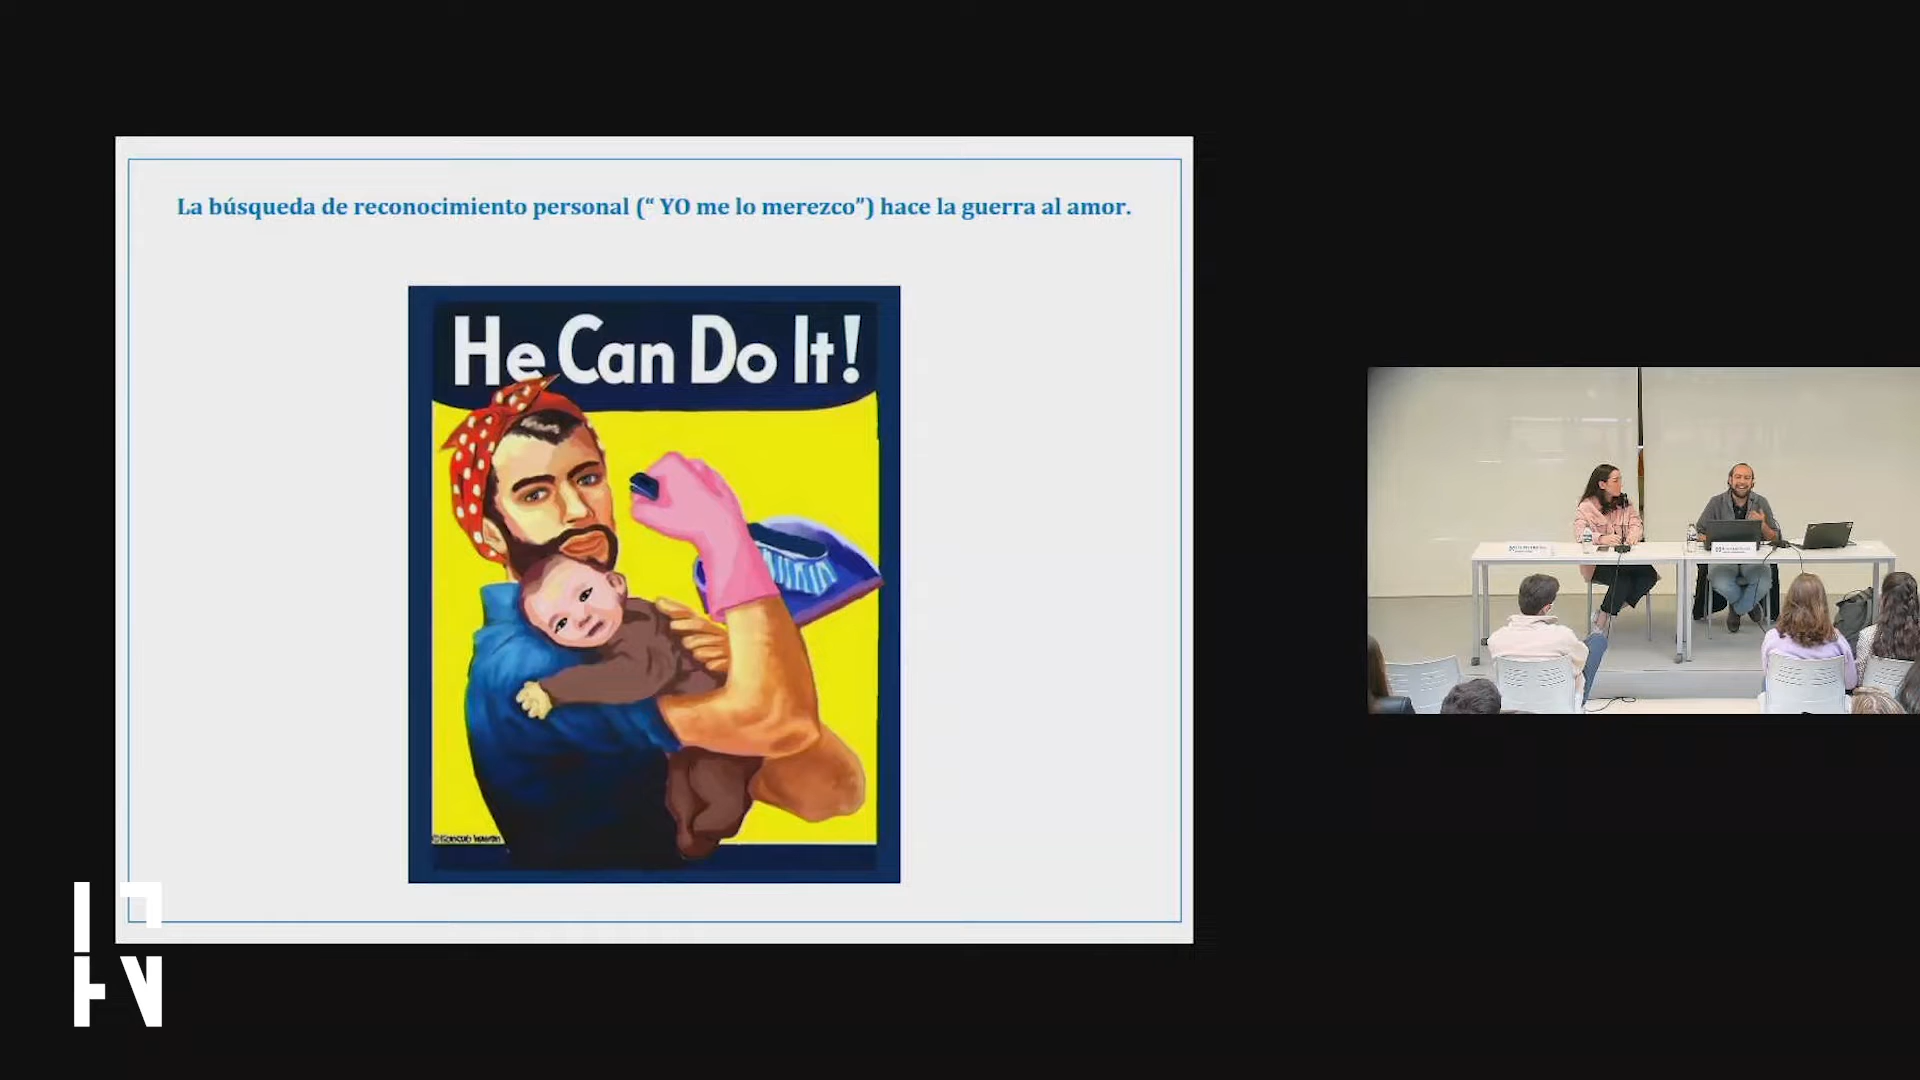 La búsqueda de reconocimiento personal (“ YO me lo merezco”) hace la guerra al amor.
He Can Do It!